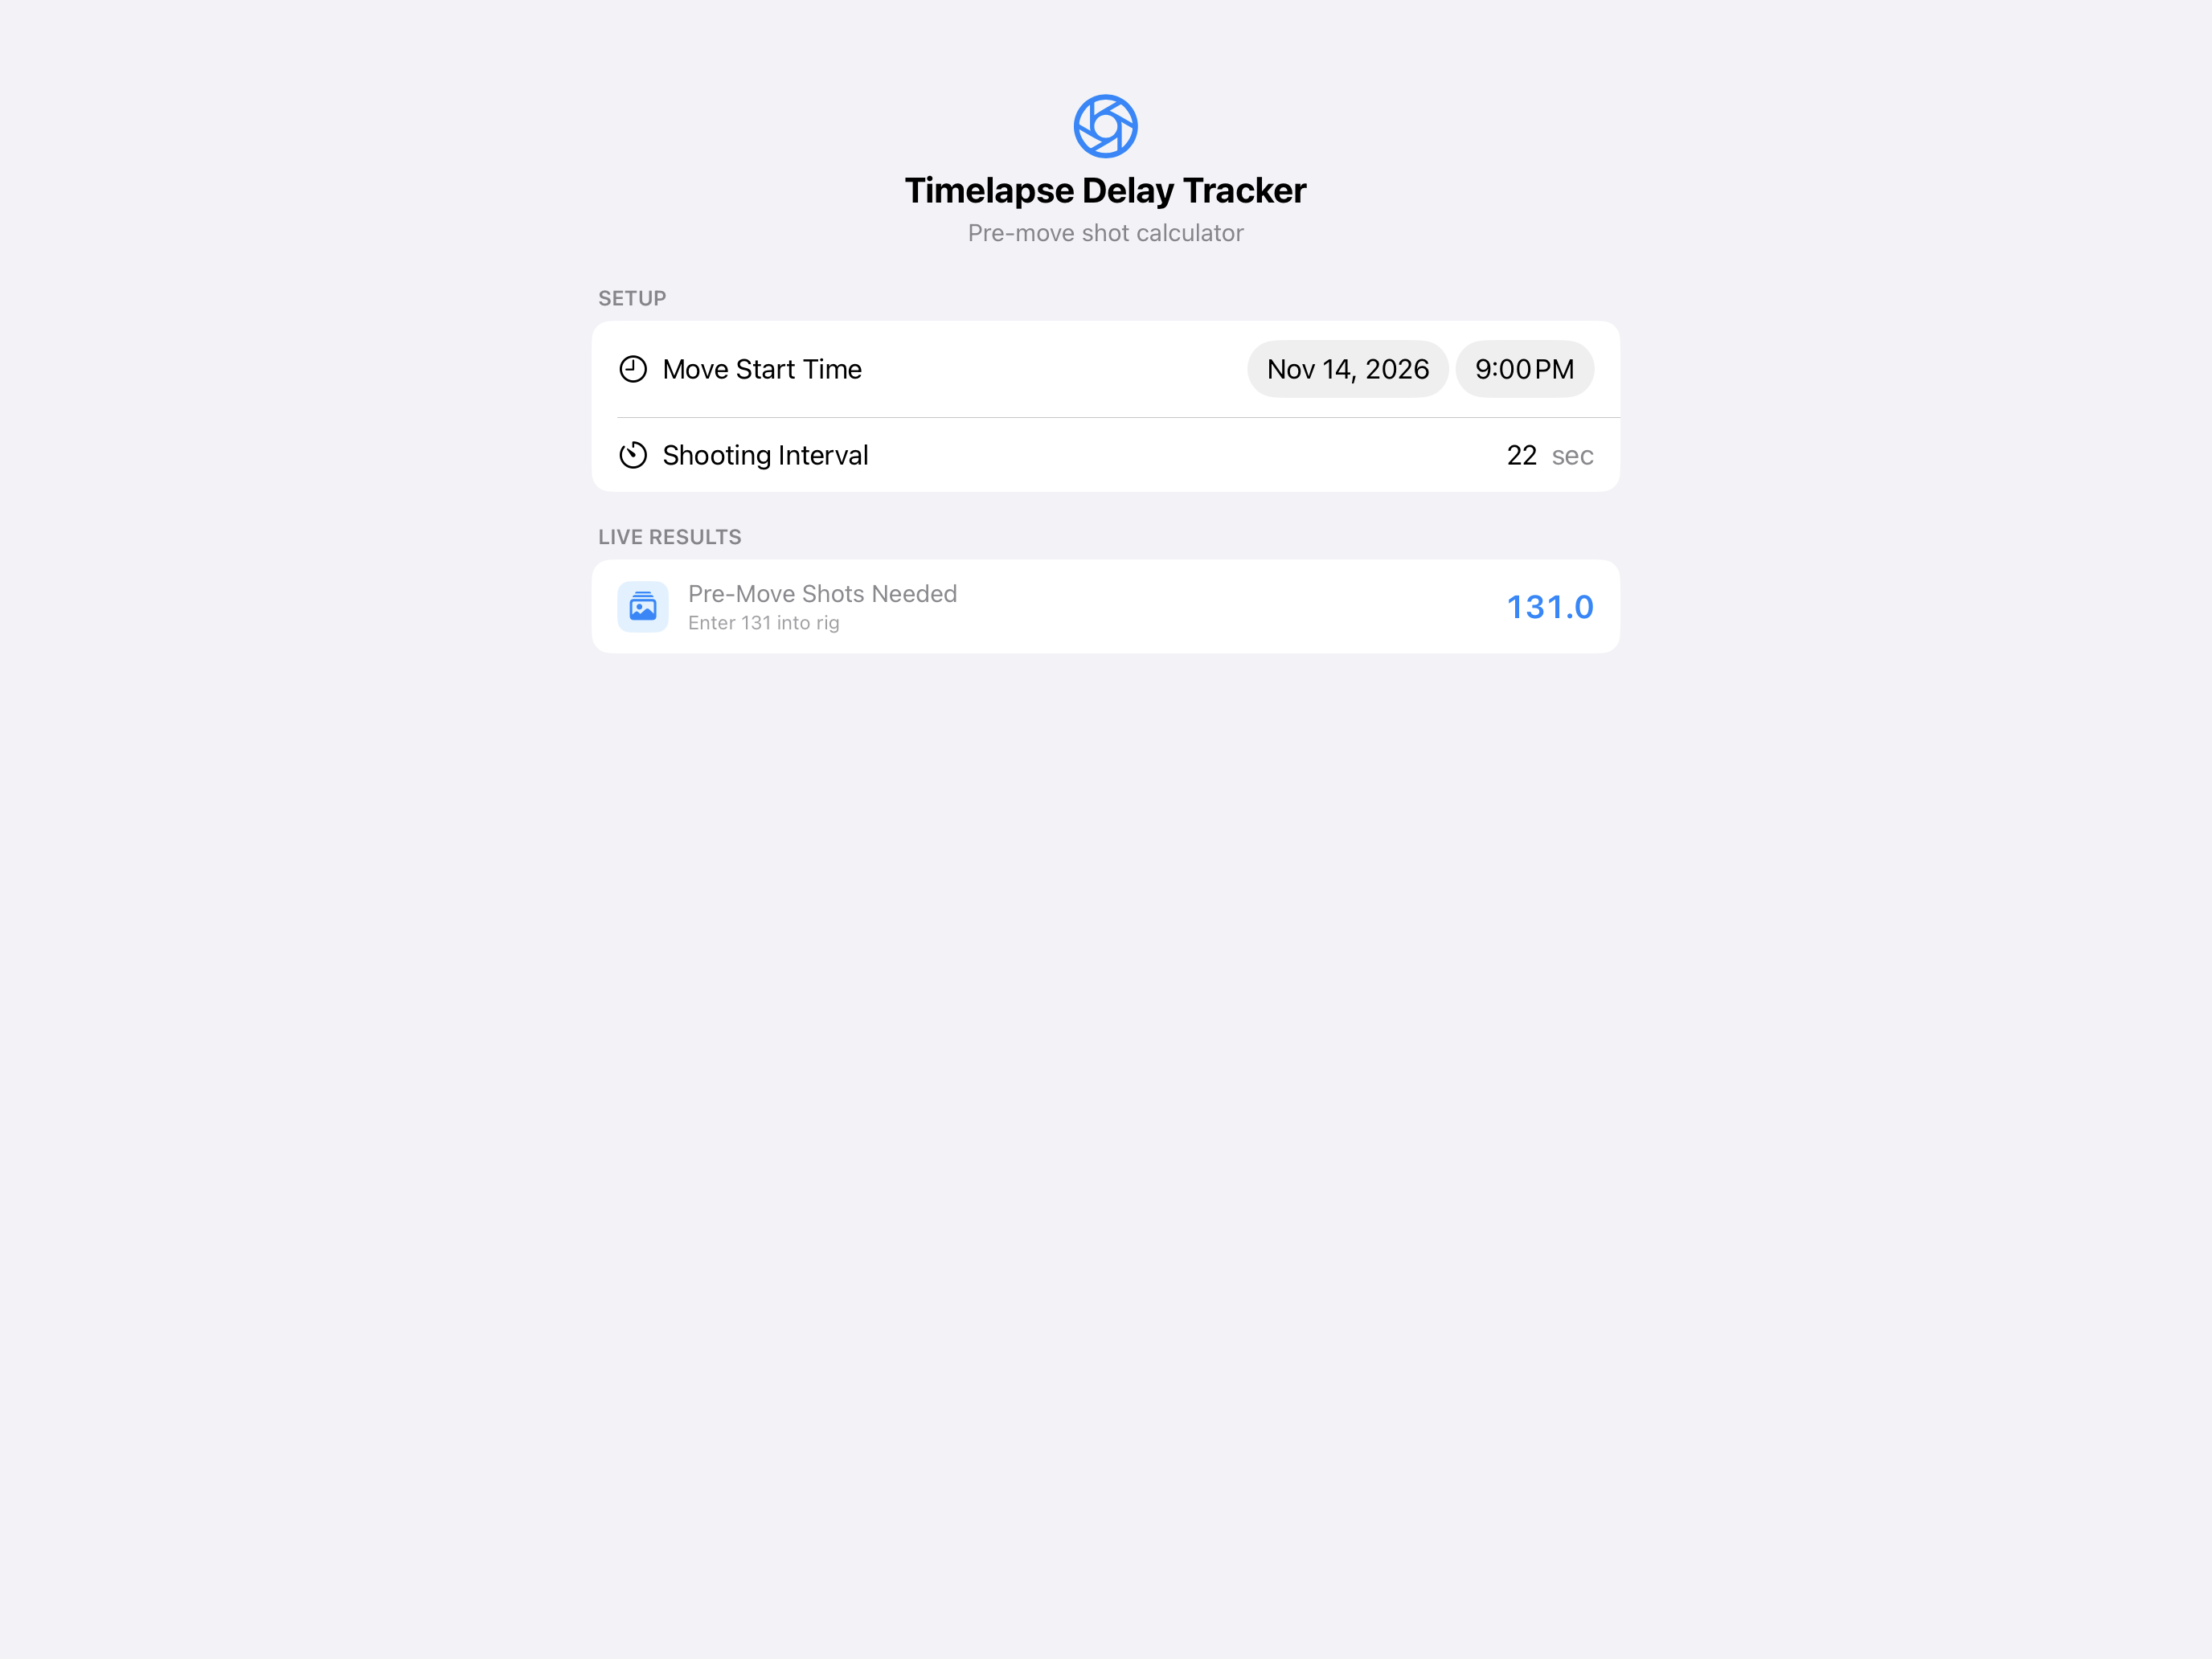 Timelapse Delay Tracker
Pre-move shot calculator
SETUP
Move Start Time Nov 14, 2026 9:00 PM
Shooting Interval 22 sec
LIVE RESULTS
Pre-Move Shots Needed 131.0
Enter 131 into rig